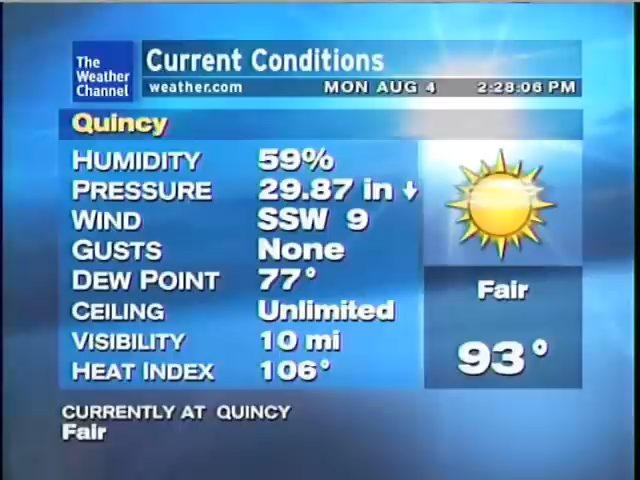 The Weather Channel
Current Conditions
weather.com MON AUG 4 2:28:06 PM
Quincy
HUMIDITY 59%
PRESSURE 29.87 in ↓
WIND SSW 9
GUSTS None
DEW POINT 77°
CEILING Unlimited
VISIBILITY 10 mi
HEAT INDEX 106°
Fair
93°
CURRENTLY AT QUINCY
Fair